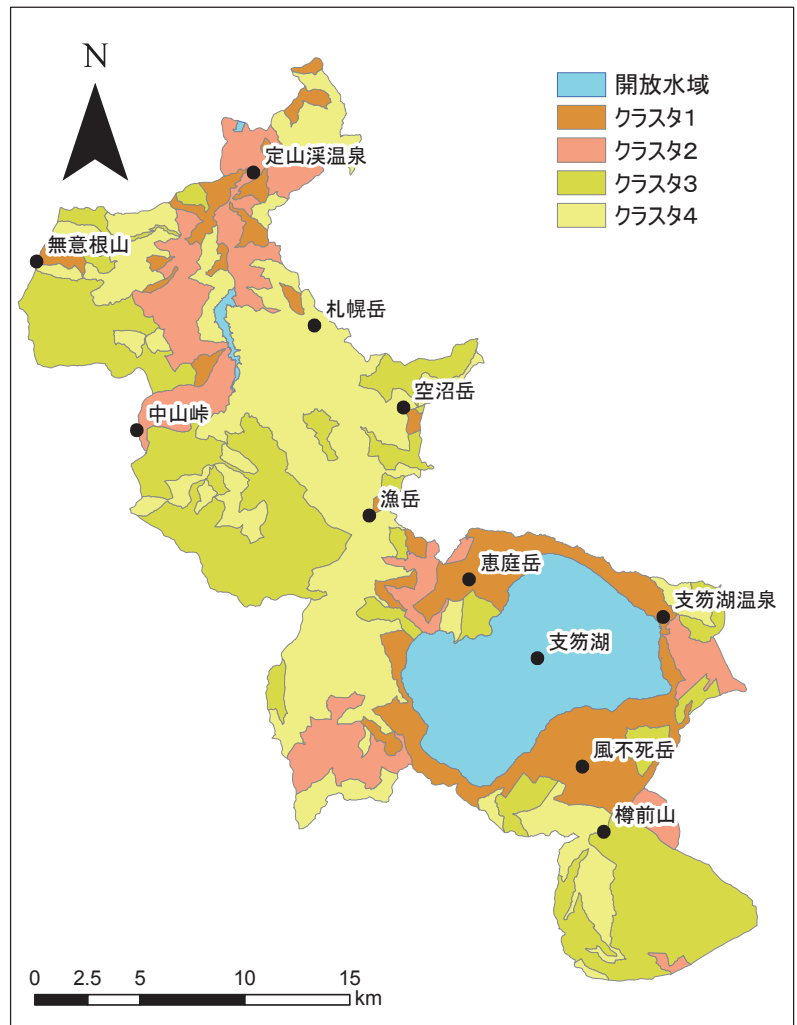 N
開放水域
クラスタ1
クラスタ2
クラスタ3
クラスタ4
定山渓温泉
無意根山
札幌岳
空沼岳
中山峠
漁岳
恵庭岳
支笏湖温泉
支笏湖
風不死岳
樽前山
0 2.5 5 10 15
km